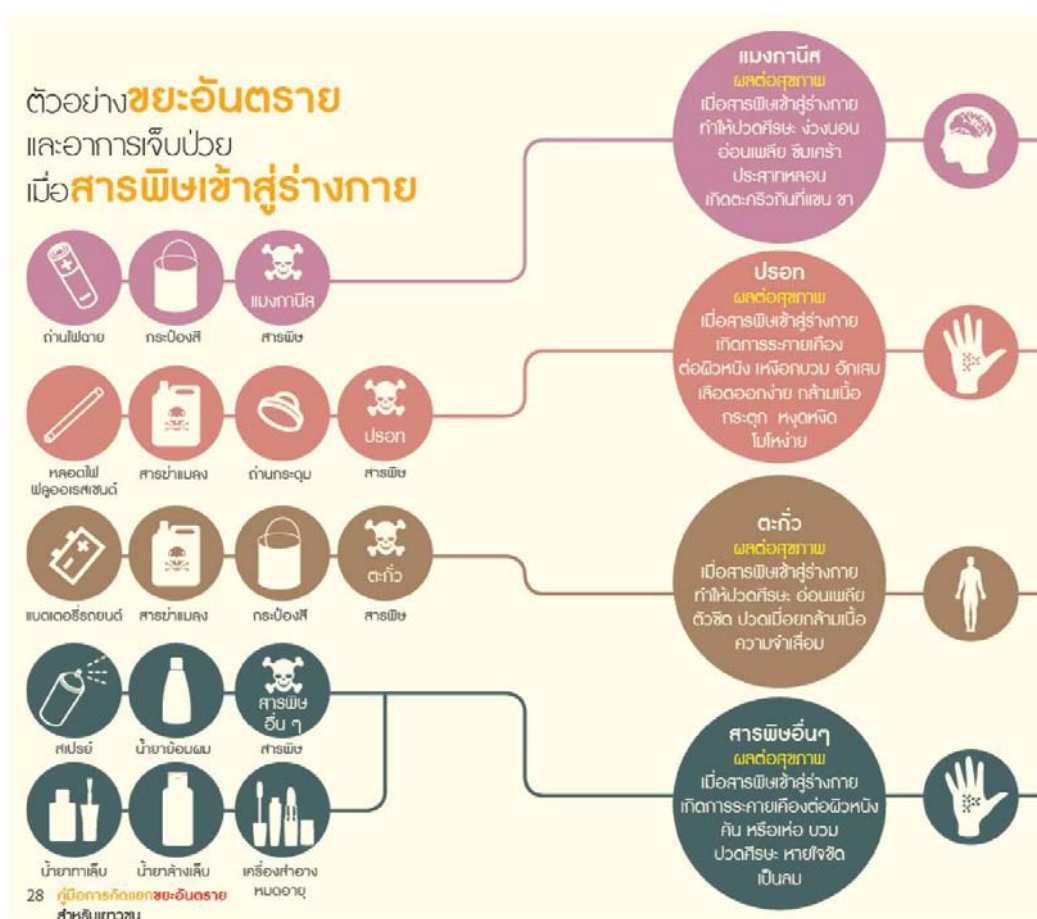 ตัวอย่างขยะอันตราย
และอาการเจ็บป่วย
เมื่อสารพิษเข้าสู่ร่างกาย
แมงกานีส
ถ่านไฟฉาย
กระป๋องสี
สารพิษ
แมงกานีส
ผลต่อสุขภาพ
เมื่อสารพิษเข้าสู่ร่างกาย
ทำให้ปวดศีรษะ ง่วงนอน
อ่อนเพลีย ซึมเศร้า
ประสาทหลอน
เกิดตะคริวกินที่แขน ขา
ปรอท
หลอดไฟ
ฟลูออเรสเซนต์
สารฆ่าแมลง
ถ่านกระดุม
สารพิษ
ปรอท
ผลต่อสุขภาพ
เมื่อสารพิษเข้าสู่ร่างกาย
เกิดการระคายเคือง
ต่อผิวหนัง เหงือกบวม อักเสบ
เลือดออกง่าย กล้ามเนื้อ
กระตุก หงุดหงิด
โมโหง่าย
ตะกั่ว
แบตเตอรี่รถยนต์
สารฆ่าแมลง
กระป๋องสี
สารพิษ
ตะกั่ว
ผลต่อสุขภาพ
เมื่อสารพิษเข้าสู่ร่างกาย
ทำให้ปวดศีรษะ อ่อนเพลีย
ตัวซีด ปวดเมื่อยกล้ามเนื้อ
ความจำเสื่อม
สารพิษ
อื่น ๆ
สเปรย์
น้ำยาย้อมผม
สารพิษ
น้ำยาทาเล็บ
น้ำยาล้างเล็บ
เครื่องสำอาง
หมดอายุ
สารพิษอื่นๆ
ผลต่อสุขภาพ
เมื่อสารพิษเข้าสู่ร่างกาย
เกิดการระคายเคืองต่อผิวหนัง
คัน หรือเห่อ บวม
ปวดศีรษะ หายใจขัด
เป็นลม
28 คู่มือการคัดแยกขยะอันตราย
สำหรับเยาวชน